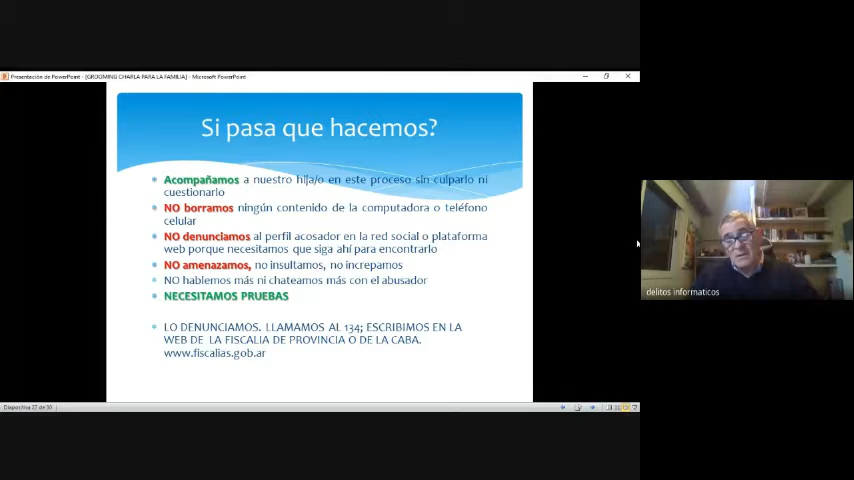 Presentación de PowerPoint - [GROOMING CHARLA PARA LA FAMILIA] - Microsoft PowerPoint
Si pasa que hacemos?
Acompañamos a nuestro hija/o en este proceso sin culparlo ni
cuestionarlo
NO borramos ningún contenido de la computadora o teléfono
celular
NO denunciamos al perfil acosador en la red social o plataforma
web porque necesitamos que siga ahí para encontrarlo
NO amenazamos, no insultamos, no increpamos
NO hablemos más ni chateamos más con el abusador
NECESITAMOS PRUEBAS
LO DENUNCIAMOS. LLAMAMOS AL 134; ESCRIBIMOS EN LA
WEB DE LA FISCALIA DE PROVINCIA O DE LA CABA.
www.fiscalias.gob.ar
delitos informaticos
Diapositiva 27 de 30